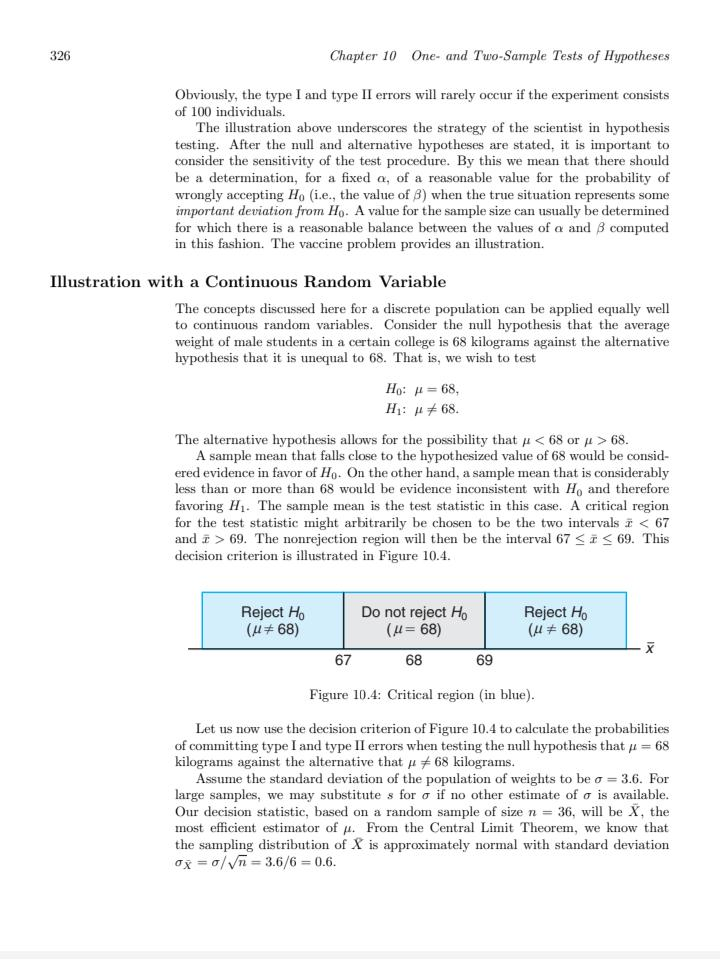 326 Chapter 10 One- and Two-Sample Tests of Hypotheses
Obviously, the type I and type II errors will rarely occur if the experiment consists
of 100 individuals.
The illustration above underscores the strategy of the scientist in hypothesis
testing. After the null and alternative hypotheses are stated, it is important to
consider the sensitivity of the test procedure. By this we mean that there should
be a determination, for a fixed α, of a reasonable value for the probability of
wrongly accepting H₀ (i.e., the value of β) when the true situation represents some
important deviation from H₀. A value for the sample size can usually be determined
for which there is a reasonable balance between the values of α and β computed
in this fashion. The vaccine problem provides an illustration.
Illustration with a Continuous Random Variable
The concepts discussed here for a discrete population can be applied equally well
to continuous random variables. Consider the null hypothesis that the average
weight of male students in a certain college is 68 kilograms against the alternative
hypothesis that it is unequal to 68. That is, we wish to test
H₀: μ = 68,
H₁: μ ≠ 68.
The alternative hypothesis allows for the possibility that μ < 68 or μ > 68.
A sample mean that falls close to the hypothesized value of 68 would be consid-
ered evidence in favor of H₀. On the other hand, a sample mean that is considerably
less than or more than 68 would be evidence inconsistent with H₀ and therefore
favoring H₁. The sample mean is the test statistic in this case. A critical region
for the test statistic might arbitrarily be chosen to be the two intervals x̄ < 67
and x̄ > 69. The nonrejection region will then be the interval 67 ≤ x̄ ≤ 69. This
decision criterion is illustrated in Figure 10.4.
Reject H₀ Do not reject H₀ Reject H₀
(μ ≠ 68) (μ = 68) (μ ≠ 68)
x̄
67 68 69
Figure 10.4: Critical region (in blue).
Let us now use the decision criterion of Figure 10.4 to calculate the probabilities
of committing type I and type II errors when testing the null hypothesis that μ = 68
kilograms against the alternative that μ ≠ 68 kilograms.
Assume the standard deviation of the population of weights to be σ = 3.6. For
large samples, we may substitute s for σ if no other estimate of σ is available.
Our decision statistic, based on a random sample of size n = 36, will be X̄, the
most efficient estimator of μ. From the Central Limit Theorem, we know that
the sampling distribution of X̄ is approximately normal with standard deviation
σ_X̄ = σ/√n = 3.6/6 = 0.6.